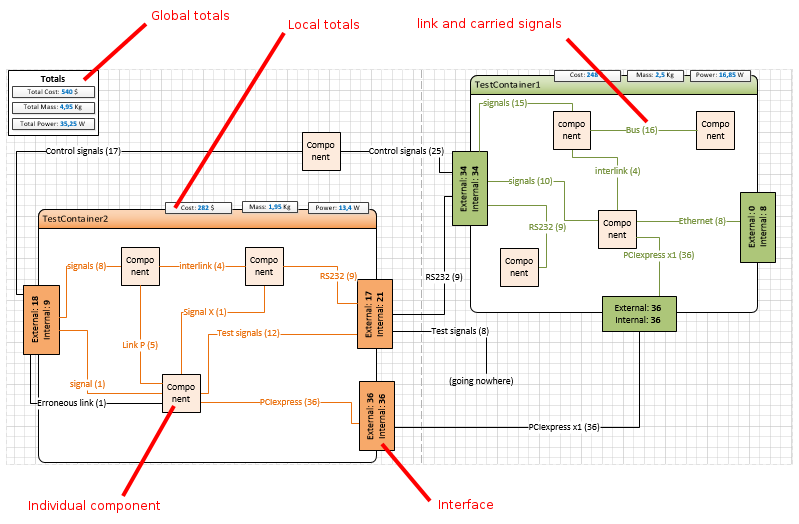 Global totals
Local totals
link and carried signals
Totals
Total Cost: 540 $
Total Mass: 4,95 Kg
Total Power: 35,25 W
Cost: 248
Mass: 2,5 Kg
Power: 16,85 W
TestContainer1
signals (15)
compo
nent
Bus (16)
Compo
nent
Control signals (17)
Compo
nent
Control signals (25)
External: 34
Internal: 34
interlink (4)
signals (10)
External: 0
Internal: 8
Cost: 282 $
Mass: 1,95 Kg
Power: 13,4 W
TestContainer2
RS232 (9)
Compo
nent
Ethernet (8)
PCIexpress x1 (36)
Compo
nent
signals (8)
Compo
nent
interlink (4)
Compo
nent
RS232 (9)
RS232 (9)
External: 18
Internal: 9
External: 17
Internal: 21
External: 36
Internal: 36
Signal X (1)
Link P (5)
Test signals (12)
Test signals (8)
signal (1)
Compo
nent
(going nowhere)
Erroneous link (1)
PCIexpress (36)
External: 36
Internal: 36
PCIexpress x1 (36)
Individual component
Interface